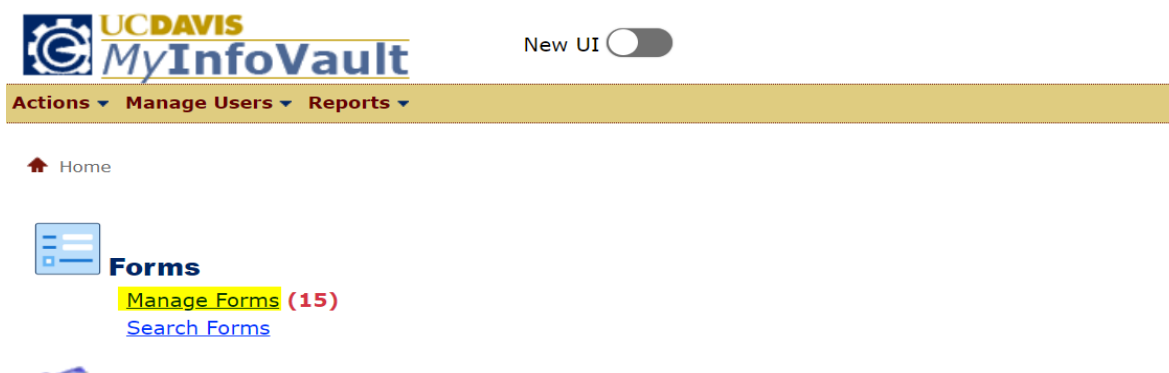 UCDAVIS
MyInfoVault
New UI
Actions Manage Users Reports
Home
Forms
Manage Forms (15)
Search Forms